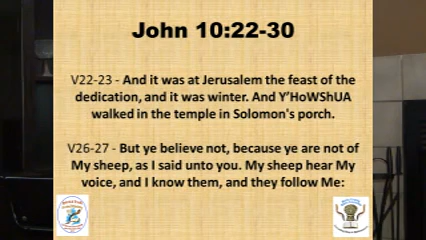 John 10:22-30
V22-23 - And it was at Jerusalem the feast of the
dedication, and it was winter. And Y'HoWShUA
walked in the temple in Solomon's porch.
V26-27 - But ye believe not, because ye are not of
My sheep, as I said unto you. My sheep hear My
voice, and I know them, and they follow Me: